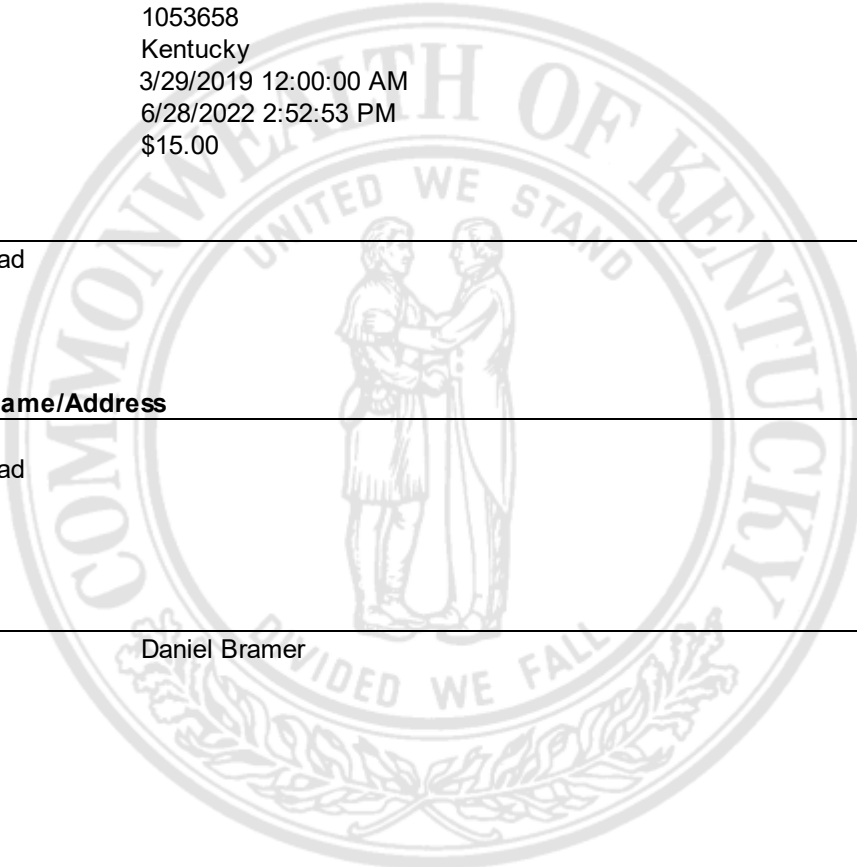 1053658
Kentucky
3/29/2019 12:00:00 AM
6/28/2022 2:52:53 PM
$15.00
COMMONWEALTH OF KENTUCKY
UNITED WE STAND
ad
ame/Address
ad
Daniel Bramer
DIVIDED WE FALL